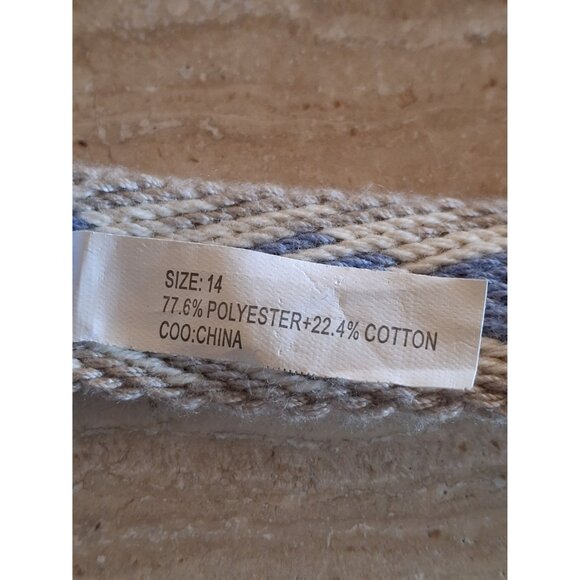 SIZE: 14
77.6% POLYESTER+22.4% COTTON
COO:CHINA